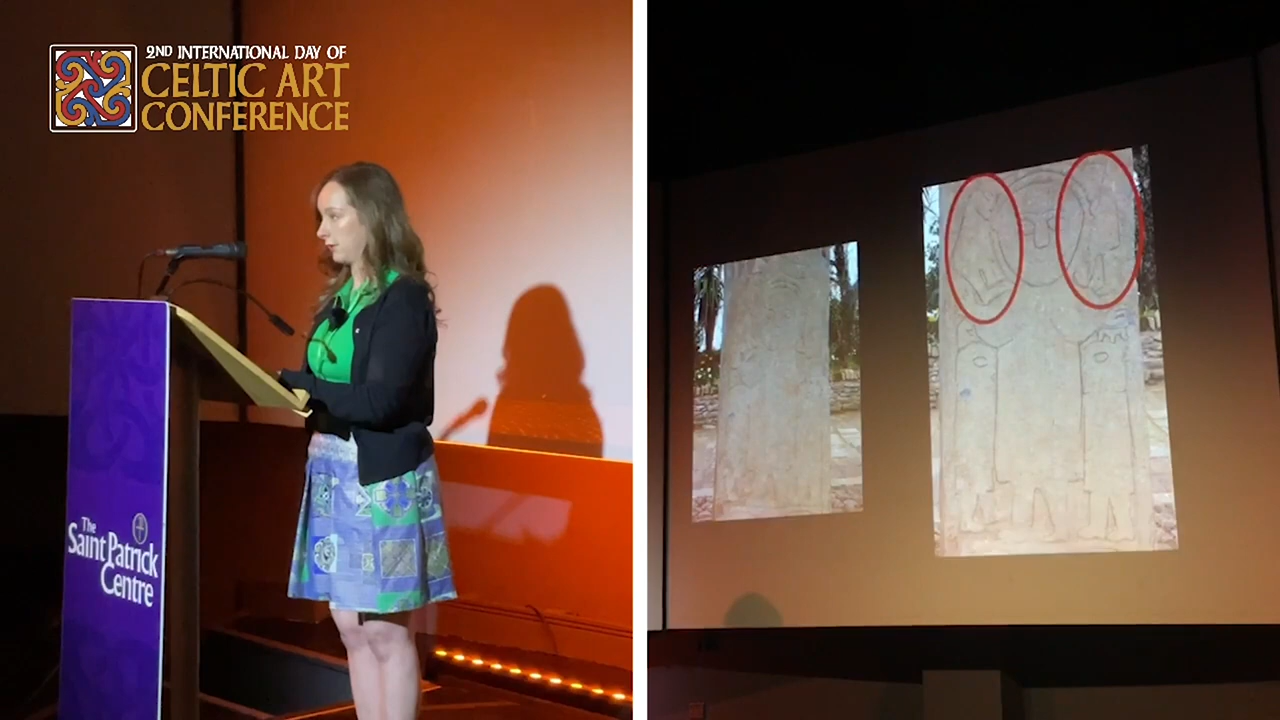 2ND INTERNATIONAL DAY OF
CELTIC ART
CONFERENCE
The
Saint Patrick
Centre